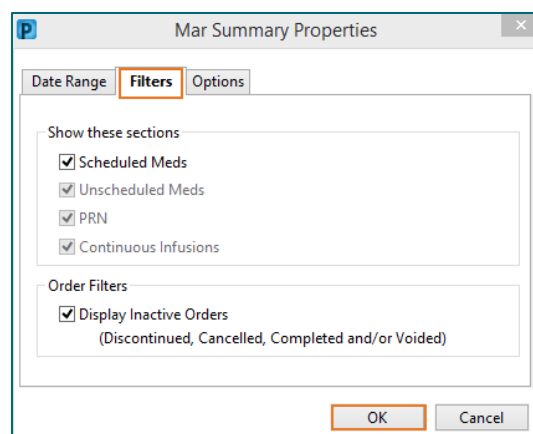 P
Mar Summary Properties
×
Date Range Filters Options
Show these sections
Scheduled Meds
Unscheduled Meds
PRN
Continuous Infusions
Order Filters
Display Inactive Orders
(Discontinued, Cancelled, Completed and/or Voided)
OK Cancel